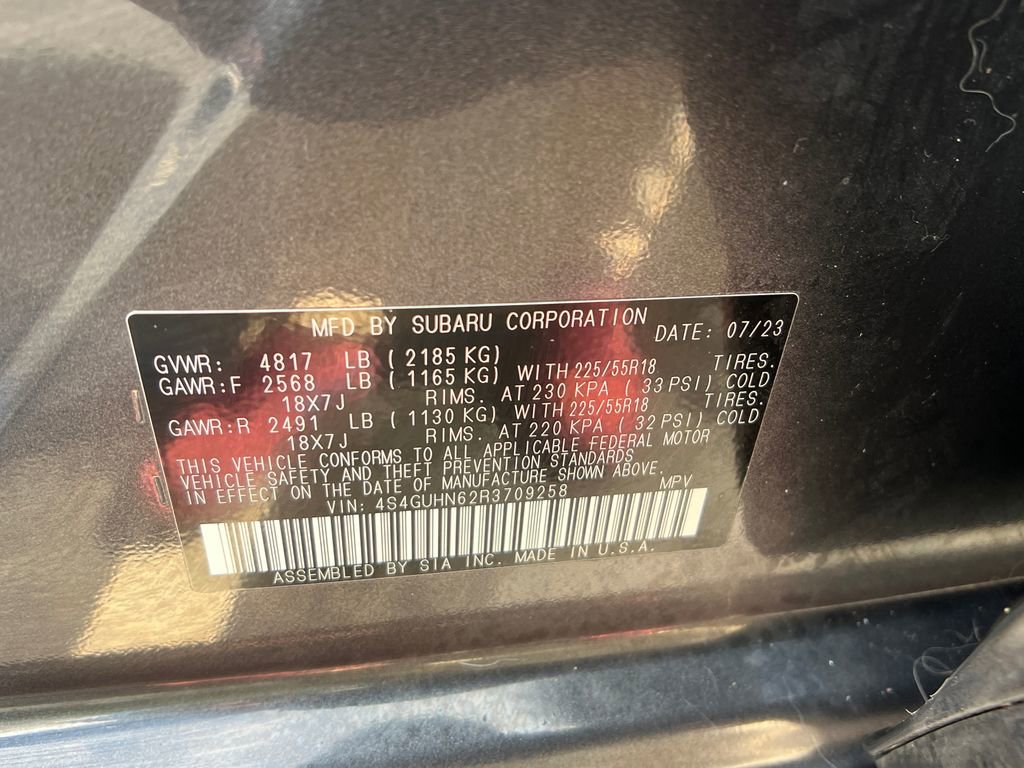 MFD BY SUBARU CORPORATION DATE: 07/23
GVWR: 4817 LB (2185 KG)
GAWR:F 2568 LB (1165 KG) WITH 225/55R18 TIRES.
18X7J RIMS. AT 230 KPA (33 PSI) COLD
GAWR:R 2491 LB (1130 KG) WITH 225/55R18 TIRES.
18X7J RIMS. AT 220 KPA (32 PSI) COLD
THIS VEHICLE CONFORMS TO ALL APPLICABLE FEDERAL MOTOR
VEHICLE SAFETY AND THEFT PREVENTION STANDARDS
IN EFFECT ON THE DATE OF MANUFACTURE SHOWN ABOVE.
VIN: 4S4GUHN62R3709258 MPV
ASSEMBLED BY SIA INC. MADE IN U.S.A.